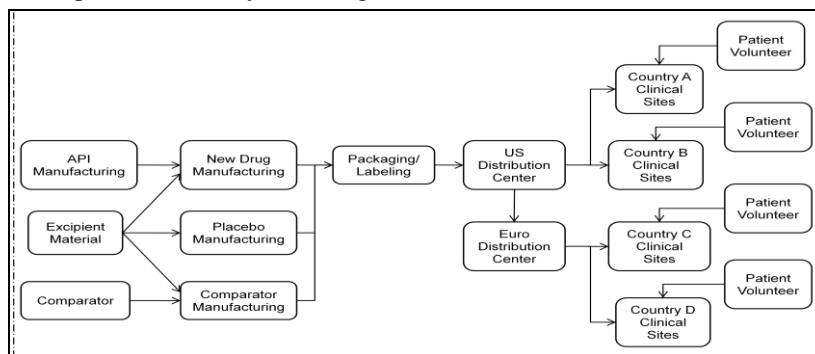 Patient
Volunteer
Country A
Clinical
Sites
Patient
Volunteer
API
Manufacturing
New Drug
Manufacturing
Packaging/
Labeling
US
Distribution
Center
Country B
Clinical
Sites
Excipient
Material
Placebo
Manufacturing
Euro
Distribution
Center
Country C
Clinical
Sites
Patient
Volunteer
Comparator
Comparator
Manufacturing
Country D
Clinical
Sites
Patient
Volunteer